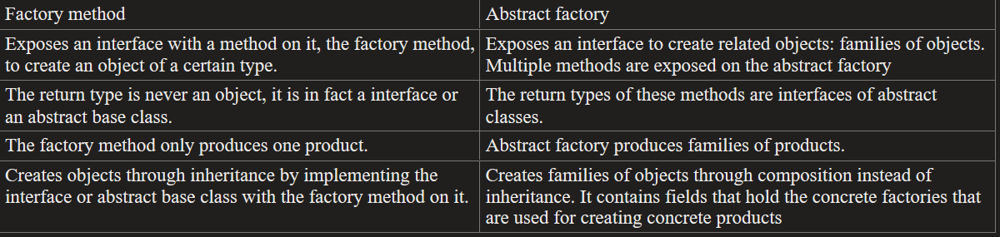 Factory method
Abstract factory
Exposes an interface with a method on it, the factory method,
to create an object of a certain type.
Exposes an interface to create related objects: families of objects.
Multiple methods are exposed on the abstract factory
The return type is never an object, it is in fact a interface or
an abstract base class.
The return types of these methods are interfaces of abstract
classes.
The factory method only produces one product.
Abstract factory produces families of products.
Creates objects through inheritance by implementing the
interface or abstract base class with the factory method on it.
Creates families of objects through composition instead of
inheritance. It contains fields that hold the concrete factories that
are used for creating concrete products